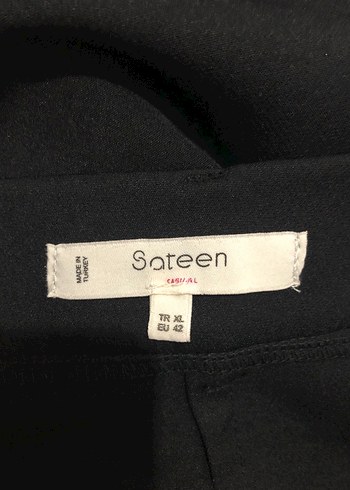 MADE IN
TURKEY
Sateen
CASUAL
TR XL
EU 42